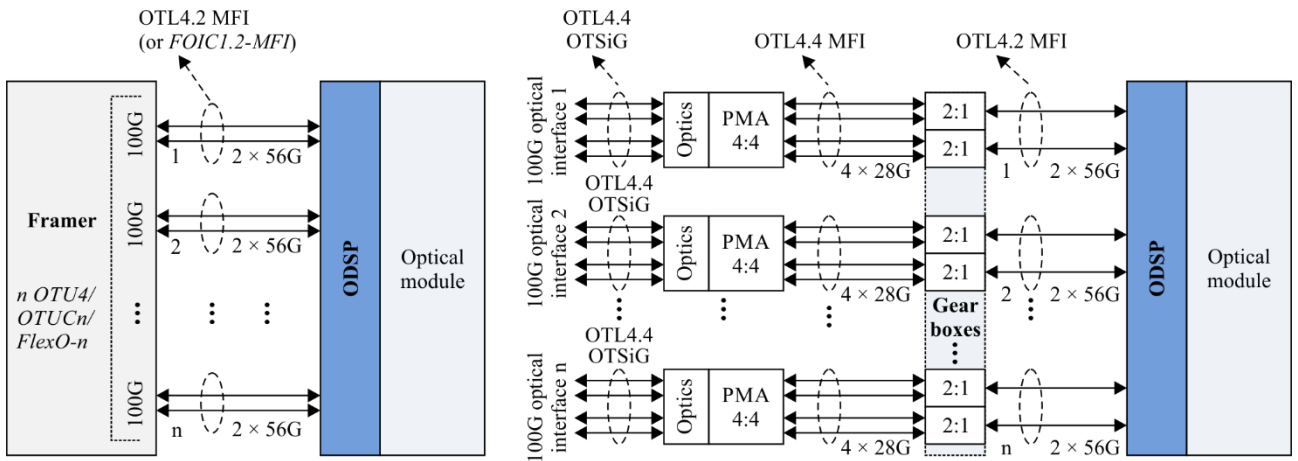 OTL4.2 MFI
(or FOIC1.2-MFI)
Framer
n OTU4/
OTUCn/
FlexO-n
100G
1
2 × 56G
100G
2
2 × 56G
100G
n
2 × 56G
ODSP
Optical
module
OTL4.4
OTSiG
OTL4.4 MFI
OTL4.2 MFI
100G optical
interface 1
Optics
PMA
4:4
4 × 28G
2:1
2:1
1
2 × 56G
OTL4.4
OTSiG
100G optical
interface 2
Optics
PMA
4:4
4 × 28G
2:1
2:1
2
2 × 56G
Gear
boxes
OTL4.4
OTSiG
100G optical
interface n
Optics
PMA
4:4
4 × 28G
2:1
2:1
n
2 × 56G
ODSP
Optical
module